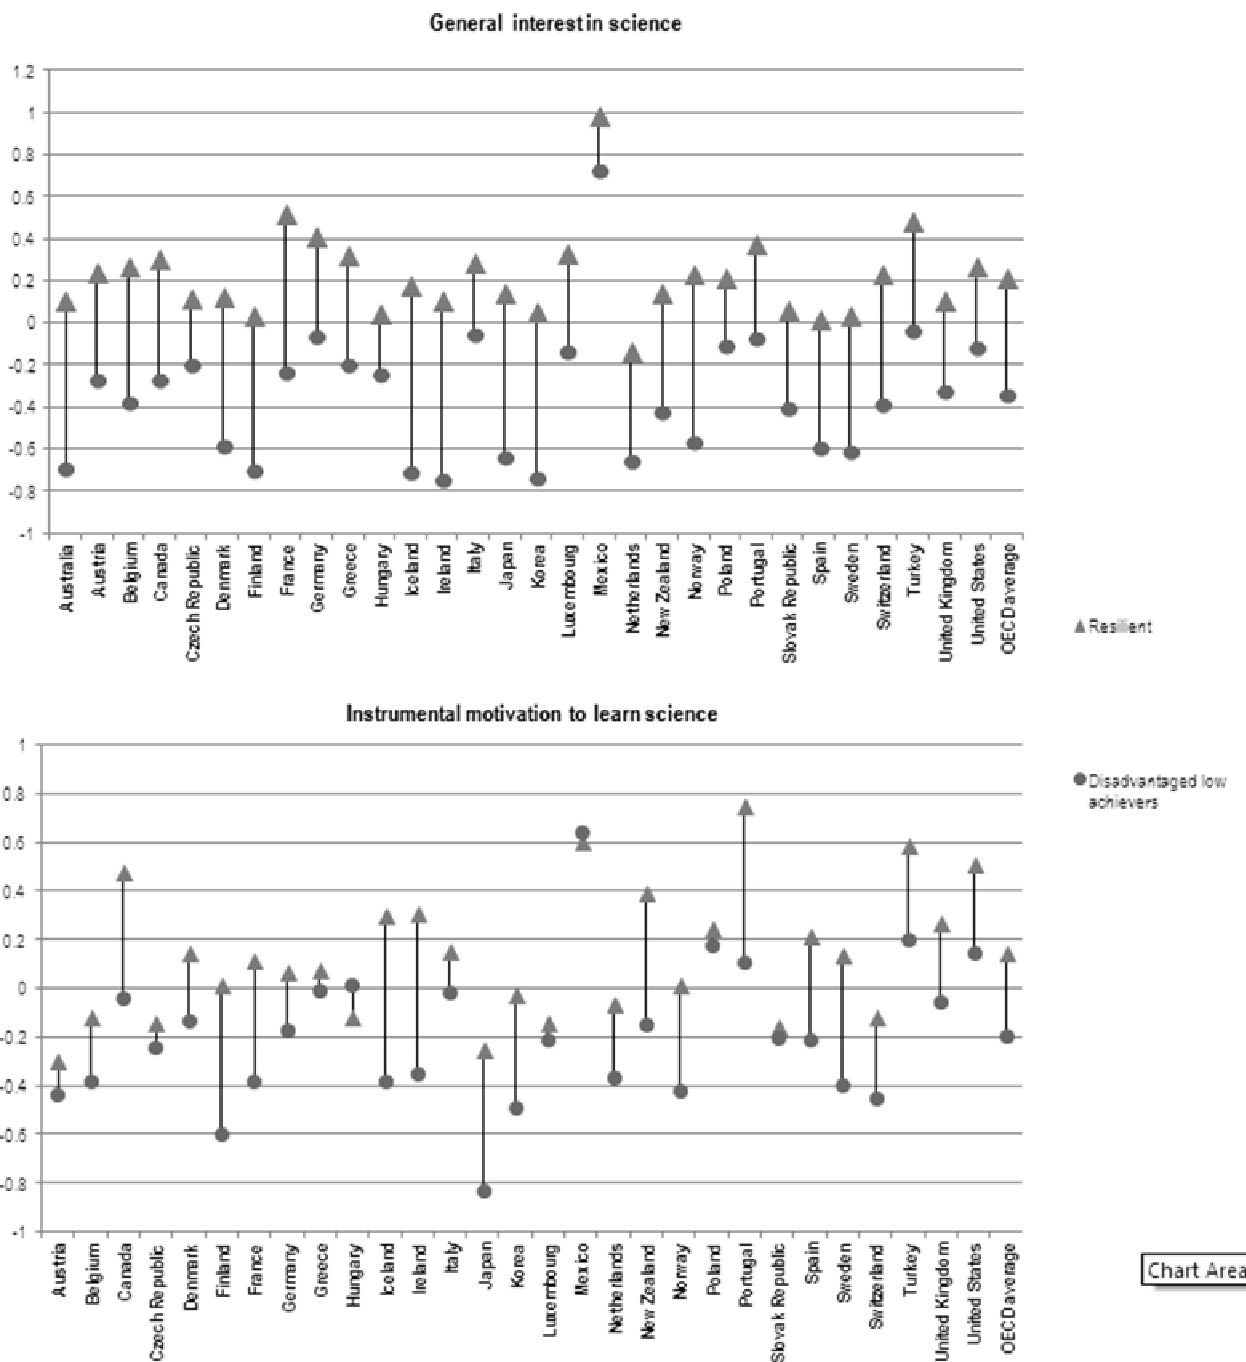 General interest in science
1.2
1
0.8
0.6
0.4
0.2
0
-0.2
-0.4
-0.6
-0.8
-1
Australia
Austria
Belgium
Canada
Czech Republic
Denmark
Finland
France
Germany
Greece
Hungary
Iceland
Ireland
Italy
Japan
Korea
Luxembourg
Mexico
Netherlands
New Zealand
Norway
Poland
Portugal
Slovak Republic
Spain
Sweden
Switzerland
Turkey
United Kingdom
United States
OECD average
Resilient
Instrumental motivation to learn science
Disadvantaged low
achievers
1
0.8
0.6
0.4
0.2
0
-0.2
-0.4
-0.6
-0.8
-1
Austria
Belgium
Canada
Czech Republic
Denmark
Finland
France
Germany
Greece
Hungary
Iceland
Ireland
Italy
Japan
Korea
Luxembourg
Mexico
Netherlands
New Zealand
Norway
Poland
Portugal
Slovak Republic
Spain
Sweden
Switzerland
Turkey
United Kingdom
United States
OECD average
Chart Area